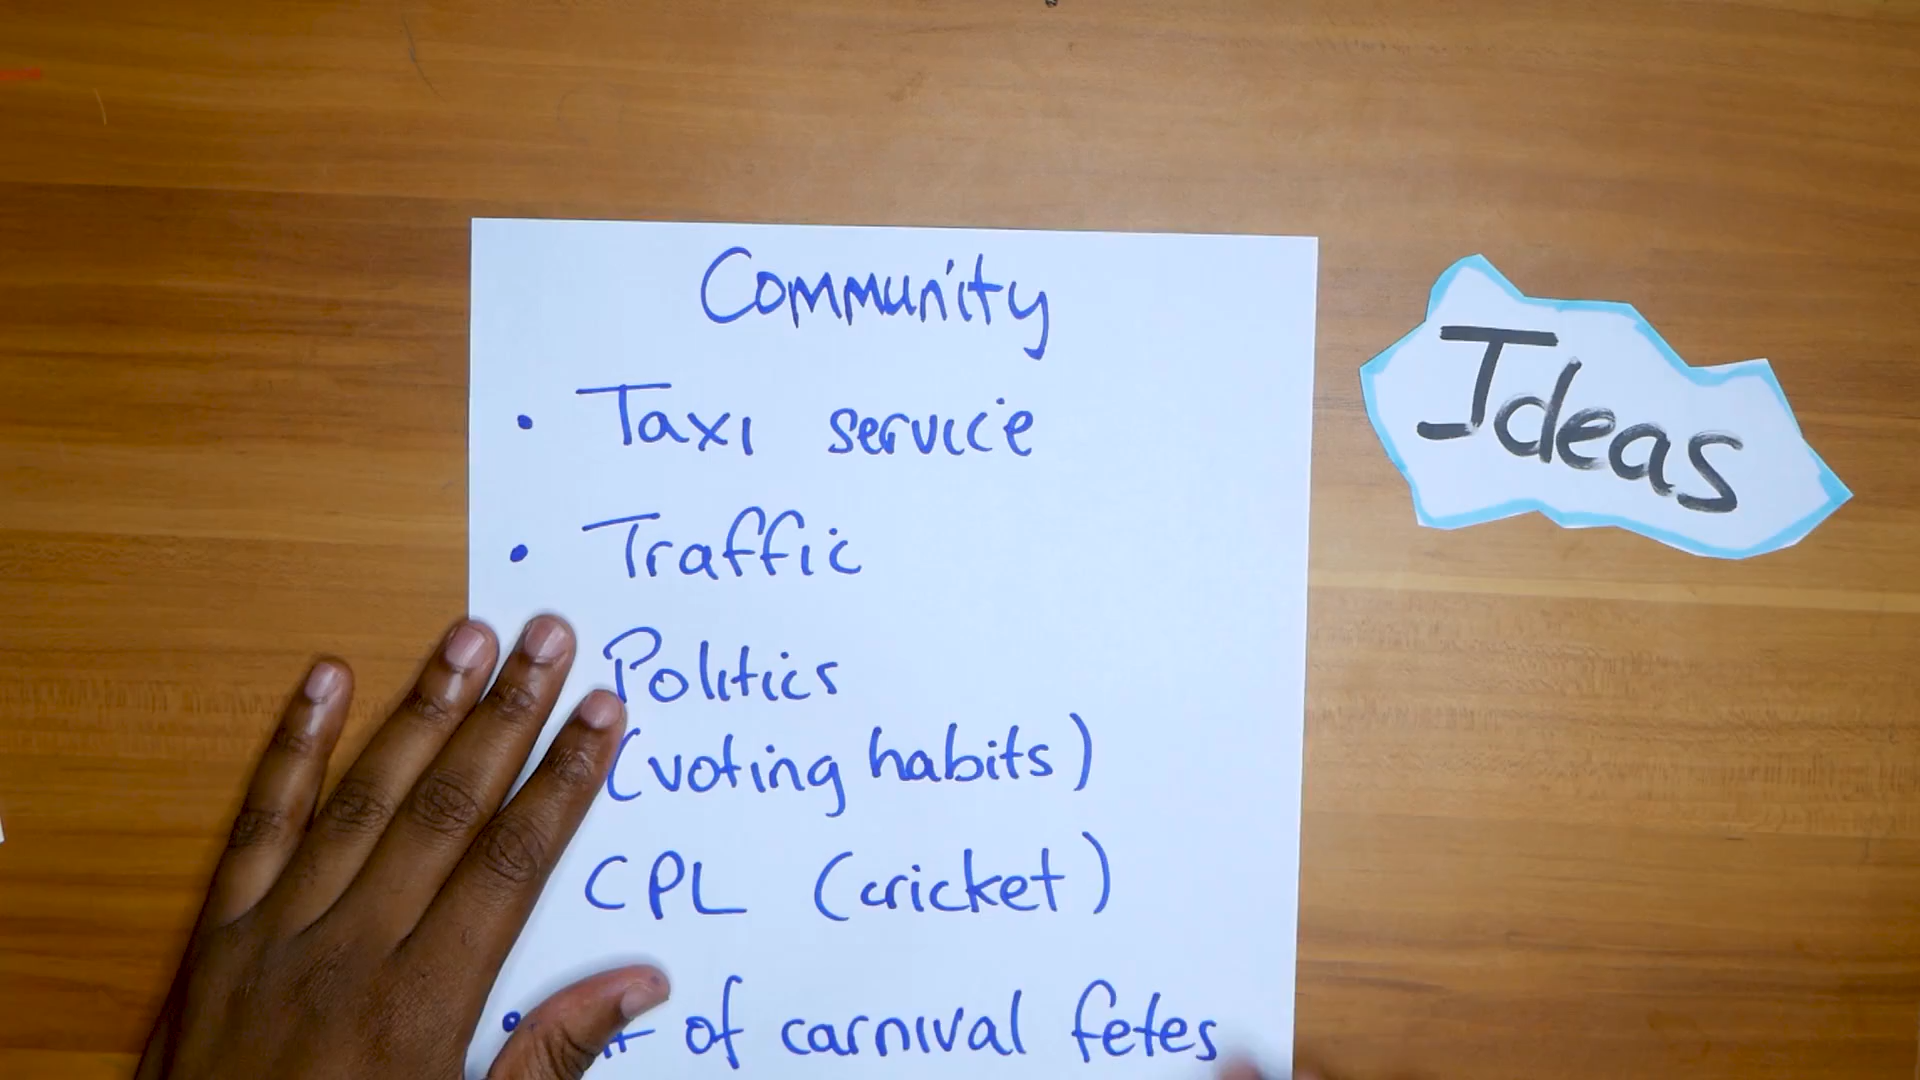 Community
• Taxi service
• Traffic
Politics
(voting habits)
CPL (cricket)
• # of carnival fetes
Ideas